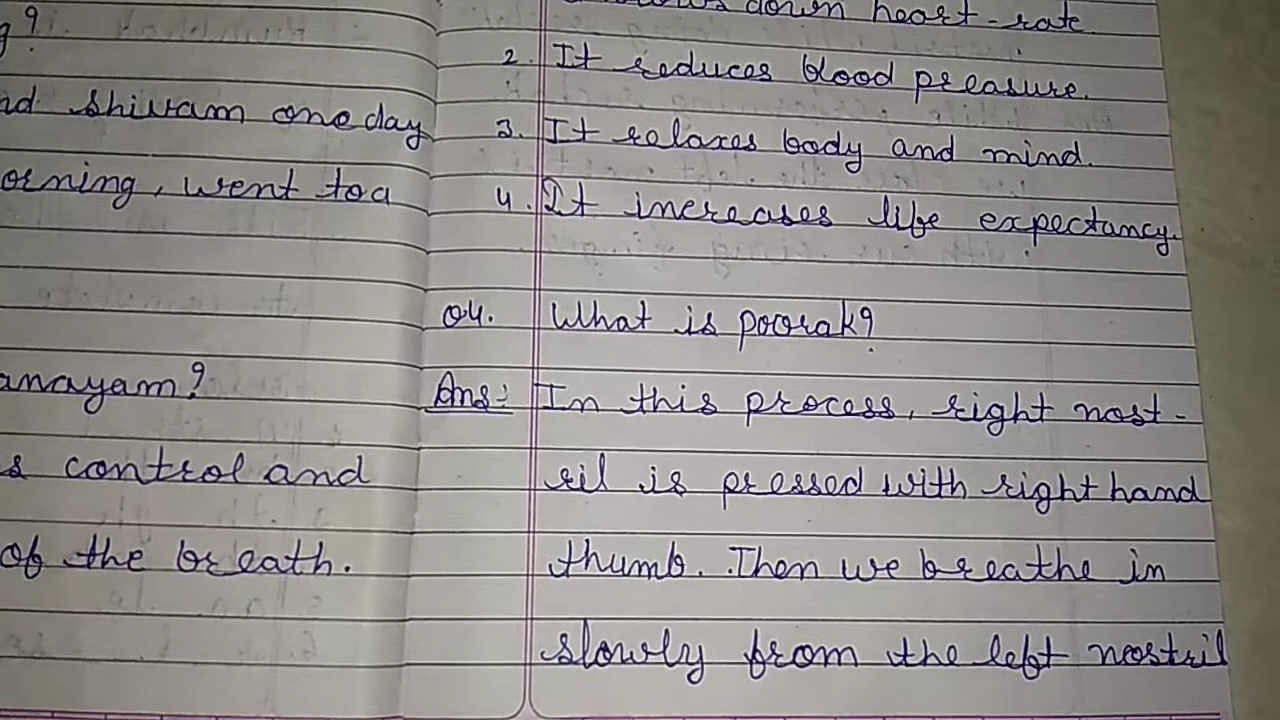 g?
nd Shivam one day
orning, went to a
anayam?
s control and
of the breath.
down heart-rate.
2. It reduces blood preasure.
3. It relaxes body and mind.
4. It increases life expectancy.
Q4. What is poorak?
Ans:- In this process, right nost-
ril is pressed with right hand
thumb. Then we breathe in
slowly from the left nostril